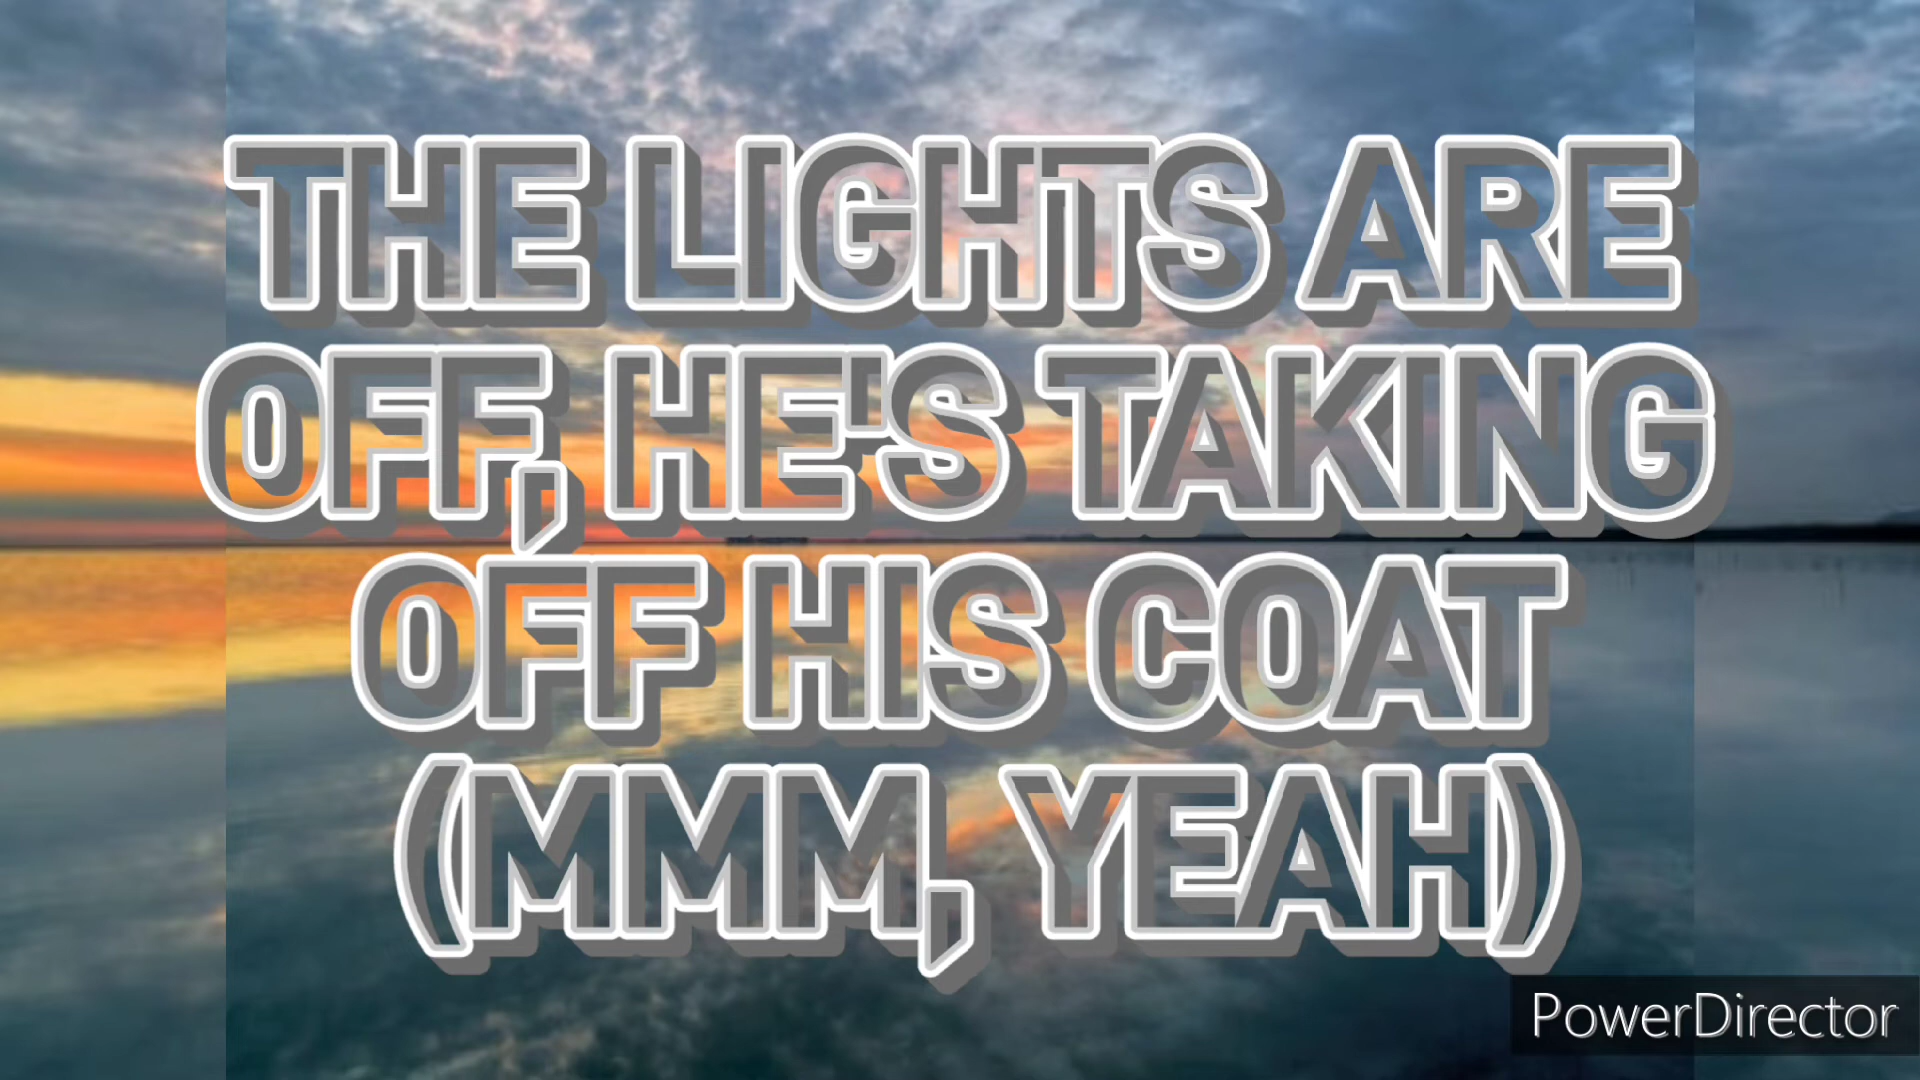 THE LIGHTS ARE
OFF, HE'S TAKING
OFF HIS COAT
(MMM, YEAH)
PowerDirector